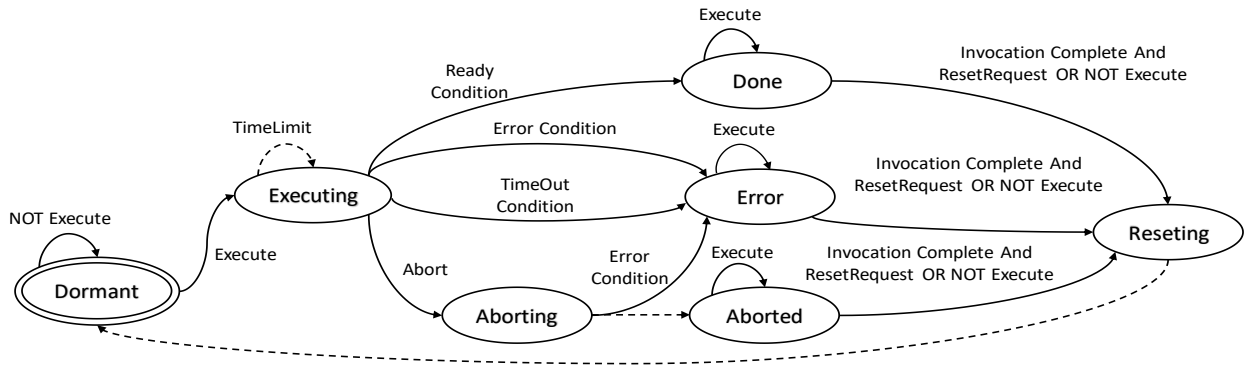 Execute
Invocation Complete And
ResetRequest OR NOT Execute
Ready
Condition
Done
TimeLimit
Error Condition
Execute
Invocation Complete And
ResetRequest OR NOT Execute
Executing
TimeOut
Condition
Error
NOT Execute
Reseting
Execute
Abort
Error
Condition
Execute
Invocation Complete And
ResetRequest OR NOT Execute
Dormant
Aborting
Aborted